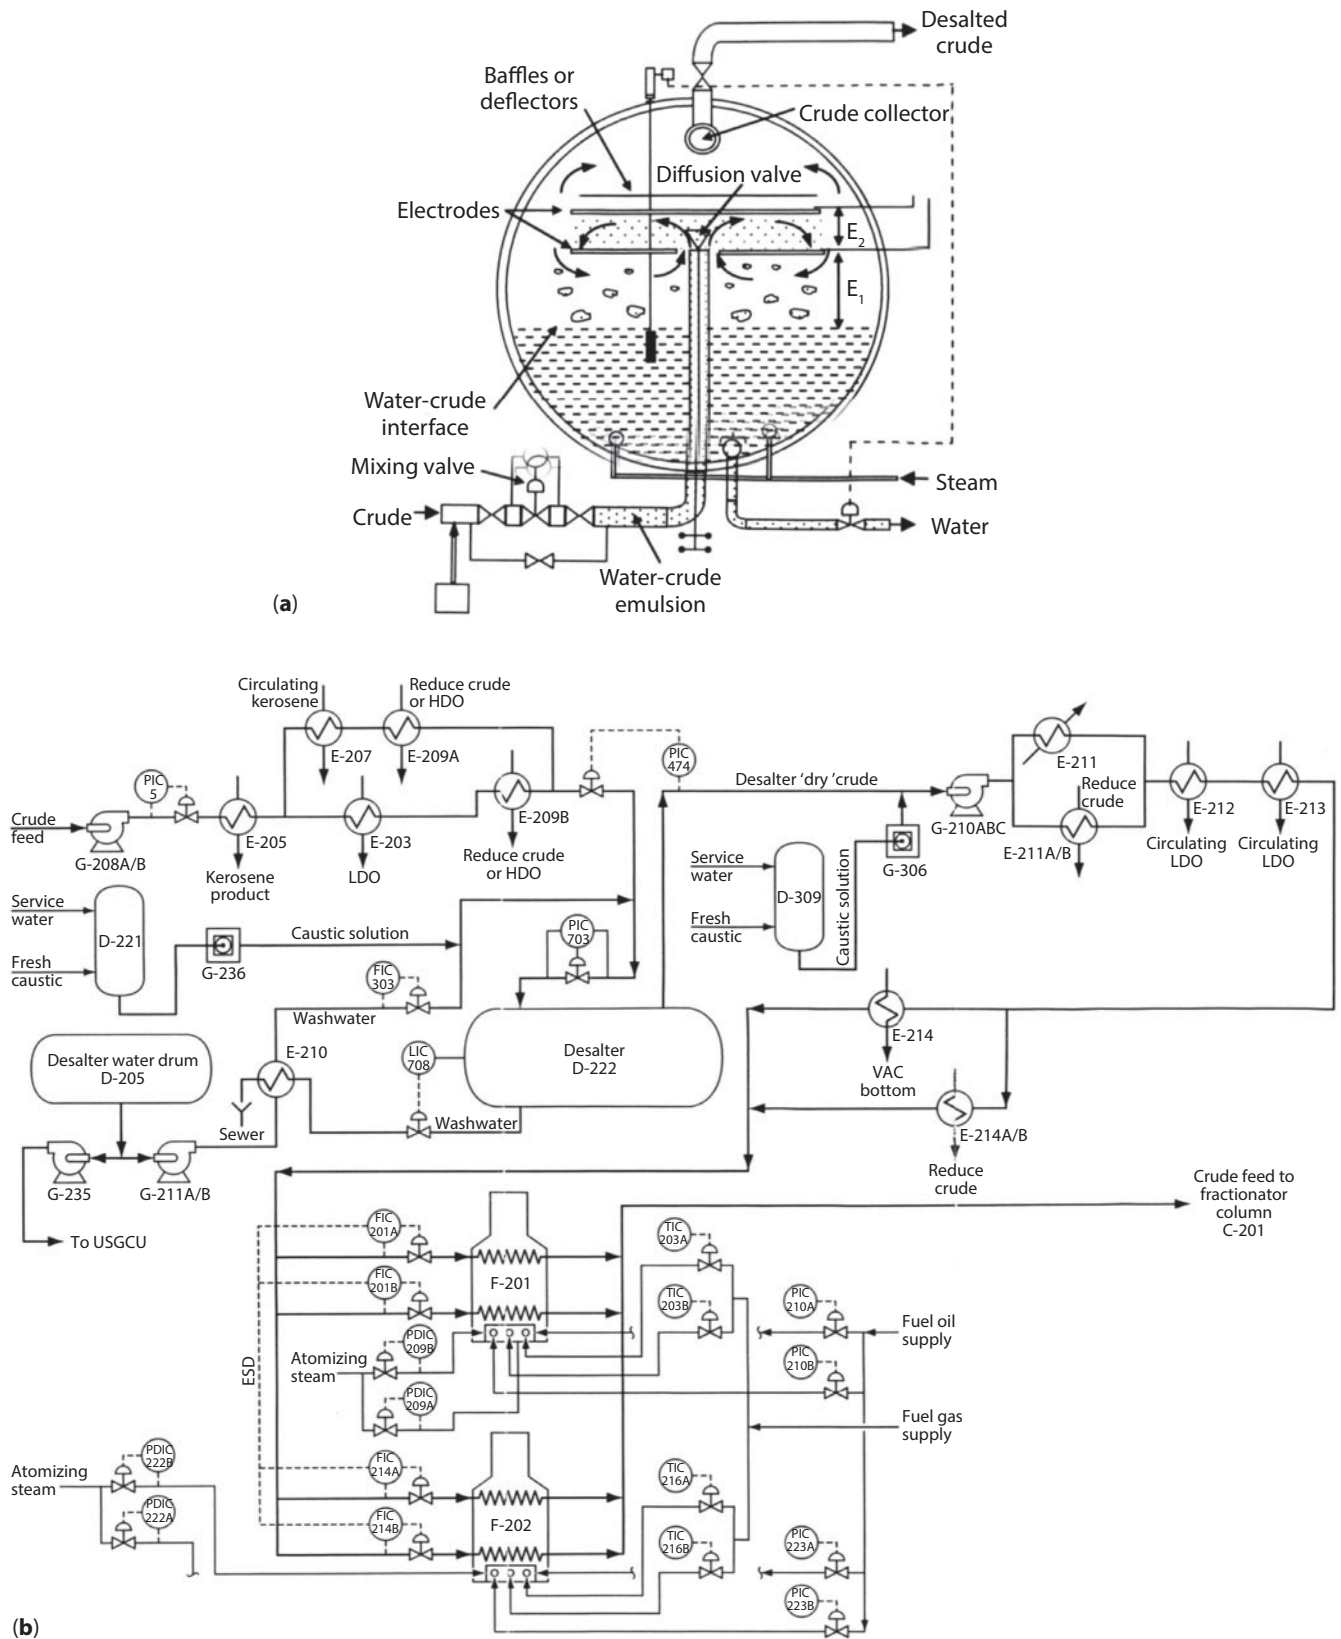 Desalted
crude
Baffles or
deflectors
Crude collector
Diffusion valve
Electrodes
E2
E1
Water-crude
interface
Mixing valve
Steam
Crude
Water
Water-crude
emulsion
(a)
Circulating
kerosene
Reduce crude
or HDO
E-207
E-209A
PIC
474
PIC
5
Desalter 'dry' crude
E-211
Reduce
crude
E-209B
E-212
E-213
Crude
feed
G-208A/B
E-205
E-203
Reduce crude
or HDO
G-210ABC
E-211A/B
Circulating
LDO
Circulating
LDO
Kerosene
product
LDO
Service
water
G-306
Service
water
D-309
Caustic solution
D-221
Caustic solution
PIC
703
Fresh
caustic
Fresh
caustic
G-236
FIC
303
Washwater
E-214
VAC
bottom
Desalter water drum
D-205
E-210
LIC
708
Desalter
D-222
Sewer
Washwater
E-214A/B
Reduce
crude
G-235
G-211A/B
Crude feed to
fractionator
column
C-201
To USGCU
FIC
201A
TIC
203A
F-201
FIC
201B
TIC
203B
PIC
210A
Fuel oil
supply
PDIC
209B
Atomizing
steam
PIC
210B
ESD
PDIC
209A
Fuel gas
supply
PDIC
222B
FIC
214A
TIC
216A
Atomizing
steam
PDIC
222A
FIC
214B
F-202
TIC
216B
PIC
223A
PIC
223B
(b)